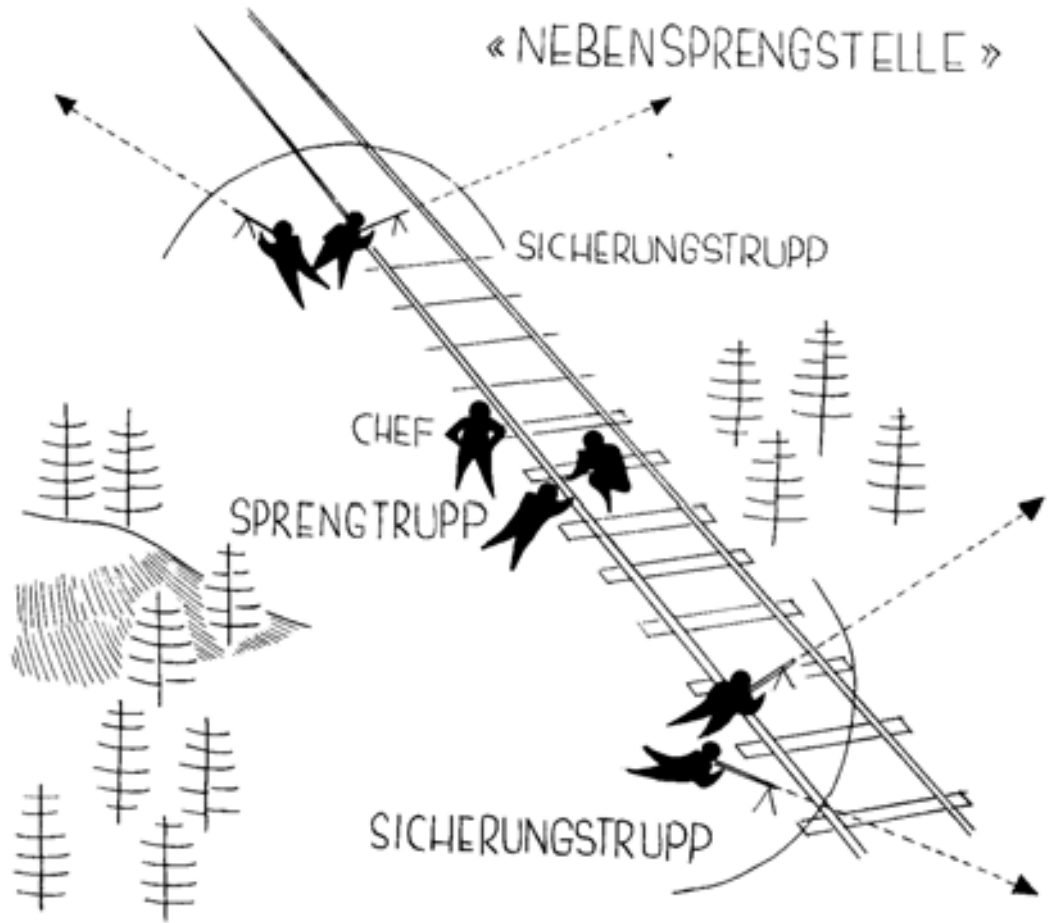 « NEBENSPRENGSTELLE »
SICHERUNGSTRUPP
CHEF
SPRENGTRUPP
SICHERUNGSTRUPP